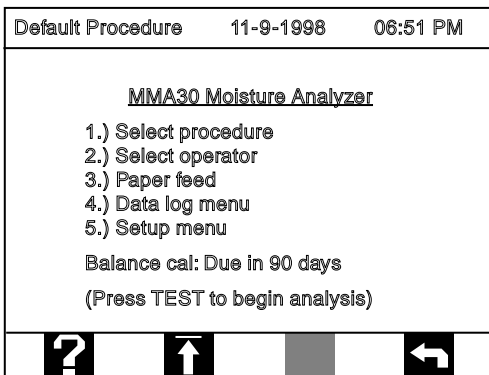 Default Procedure 11-9-1998 06:51 PM
MMA30 Moisture Analyzer
1.) Select procedure
2.) Select operator
3.) Paper feed
4.) Data log menu
5.) Setup menu
Balance cal: Due in 90 days
(Press TEST to begin analysis)
?